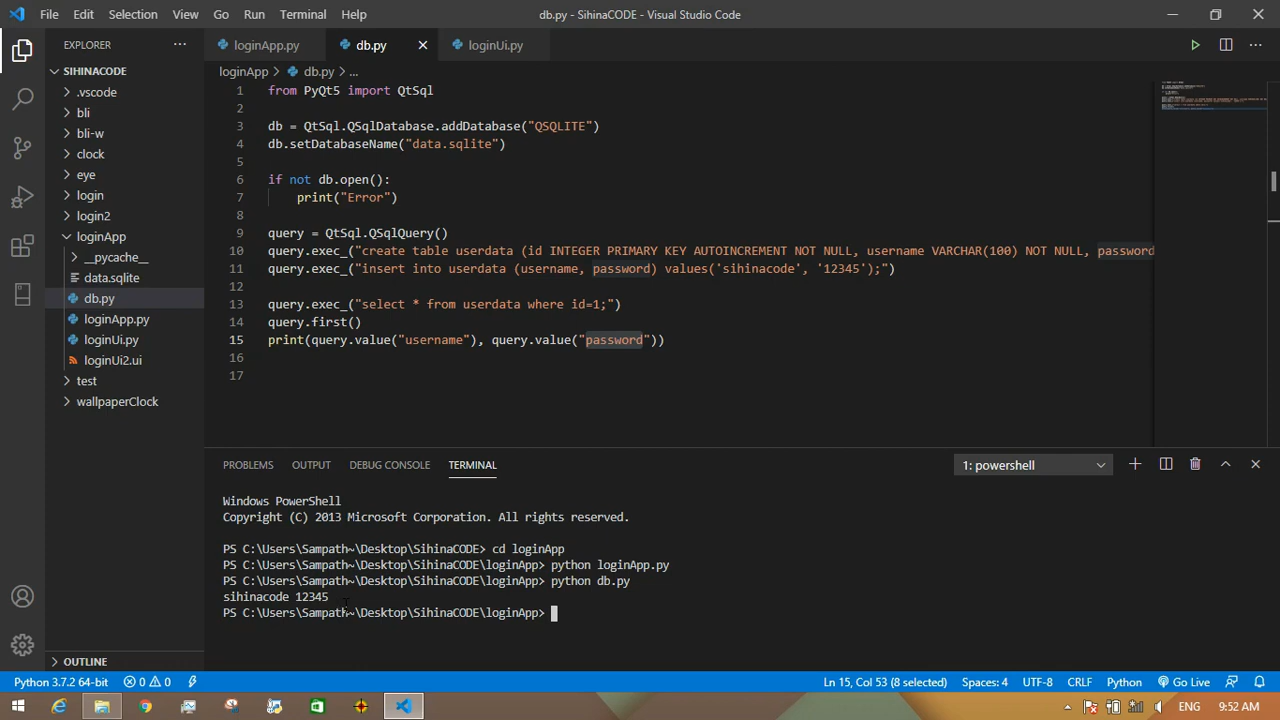 File Edit Selection View Go Run Terminal Help db.py - SihinaCODE - Visual Studio Code
EXPLORER ··· loginApp.py db.py loginUi.py
SIHINACODE
loginApp > db.py > ...
.vscode
bli
bli-w
clock
eye
login
login2
loginApp
__pycache__
data.sqlite
db.py
loginApp.py
loginUi.py
loginUi2.ui
test
wallpaperClock
OUTLINE
1 from PyQt5 import QtSql
2
3 db = QtSql.QSqlDatabase.addDatabase("QSQLITE")
4 db.setDatabaseName("data.sqlite")
5
6 if not db.open():
7 print("Error")
8
9 query = QtSql.QSqlQuery()
10 query.exec_("create table userdata (id INTEGER PRIMARY KEY AUTOINCREMENT NOT NULL, username VARCHAR(100) NOT NULL, password
11 query.exec_("insert into userdata (username, password) values('sihinacode', '12345');")
12
13 query.exec_("select * from userdata where id=1;")
14 query.first()
15 print(query.value("username"), query.value("password"))
16
17
PROBLEMS OUTPUT DEBUG CONSOLE TERMINAL 1: powershell
Windows PowerShell
Copyright (C) 2013 Microsoft Corporation. All rights reserved.
PS C:\Users\Sampath~\Desktop\SihinaCODE> cd loginApp
PS C:\Users\Sampath~\Desktop\SihinaCODE\loginApp> python loginApp.py
PS C:\Users\Sampath~\Desktop\SihinaCODE\loginApp> python db.py
sihinacode 12345
PS C:\Users\Sampath~\Desktop\SihinaCODE\loginApp>
Python 3.7.2 64-bit 0 0 Ln 15, Col 53 (8 selected) Spaces: 4 UTF-8 CRLF Python Go Live
ENG 9:52 AM